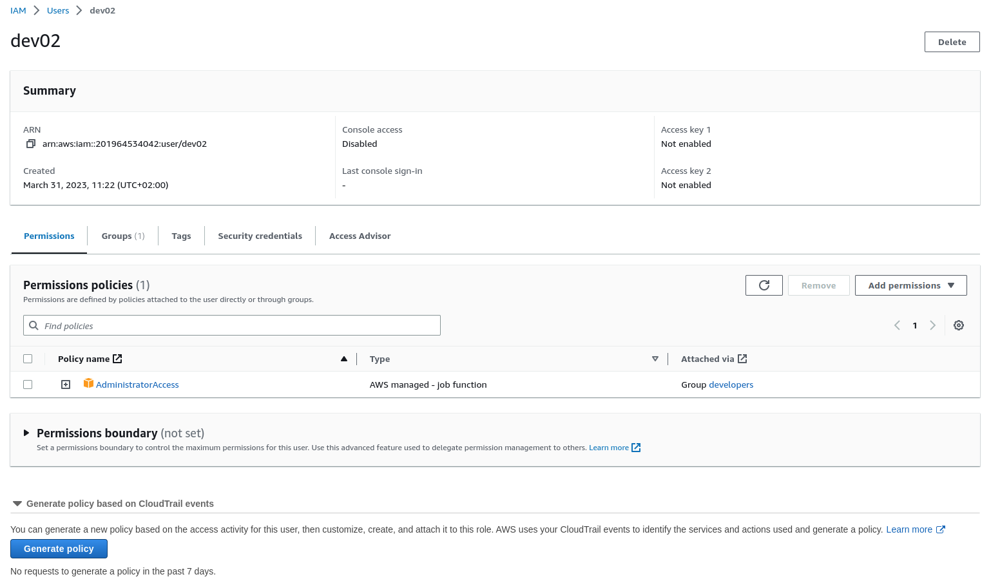 IAM > Users > dev02
dev02
Delete
Summary
ARN
arn:aws:iam::201964534042:user/dev02
Created
March 31, 2023, 11:22 (UTC+02:00)
Console access
Disabled
Last console sign-in
-
Access key 1
Not enabled
Access key 2
Not enabled
Permissions Groups (1) Tags Security credentials Access Advisor
Permissions policies (1)
Permissions are defined by policies attached to the user directly or through groups.
Remove Add permissions
Find policies
1
Policy name Type Attached via
AdministratorAccess AWS managed - job function Group developers
Permissions boundary (not set)
Set a permissions boundary to control the maximum permissions for this user. Use this advanced feature used to delegate permission management to others. Learn more
Generate policy based on CloudTrail events
You can generate a new policy based on the access activity for this user, then customize, create, and attach it to this role. AWS uses your CloudTrail events to identify the services and actions used and generate a policy. Learn more
Generate policy
No requests to generate a policy in the past 7 days.